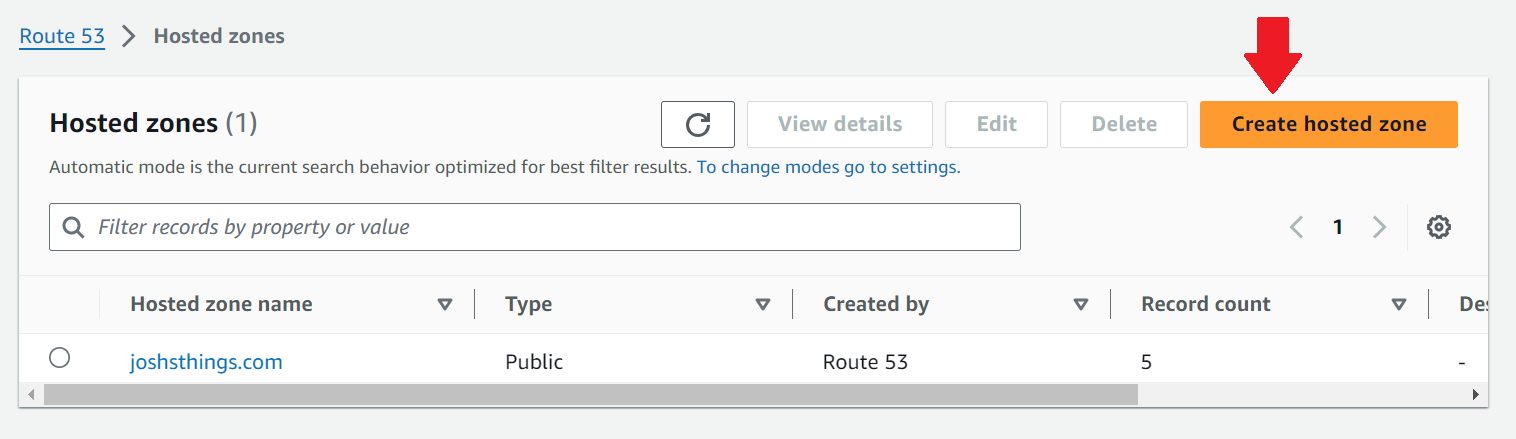 Route 53 Hosted zones
Hosted zones (1) View details Edit Delete Create hosted zone
Automatic mode is the current search behavior optimized for best filter results. To change modes go to settings.
Filter records by property or value 1
Hosted zone name Type Created by Record count Des
joshsthings.com Public Route 53 5 -